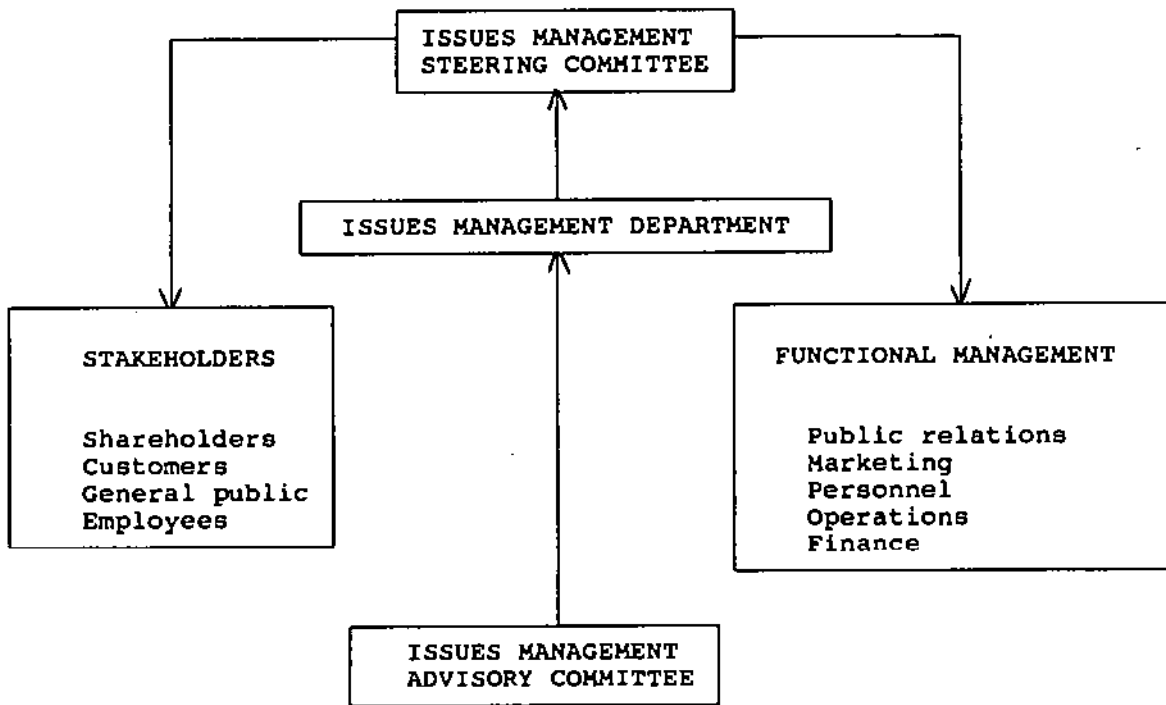 ISSUES MANAGEMENT
STEERING COMMITTEE
ISSUES MANAGEMENT DEPARTMENT
STAKEHOLDERS
Shareholders
Customers
General public
Employees
FUNCTIONAL MANAGEMENT
Public relations
Marketing
Personnel
Operations
Finance
ISSUES MANAGEMENT
ADVISORY COMMITTEE